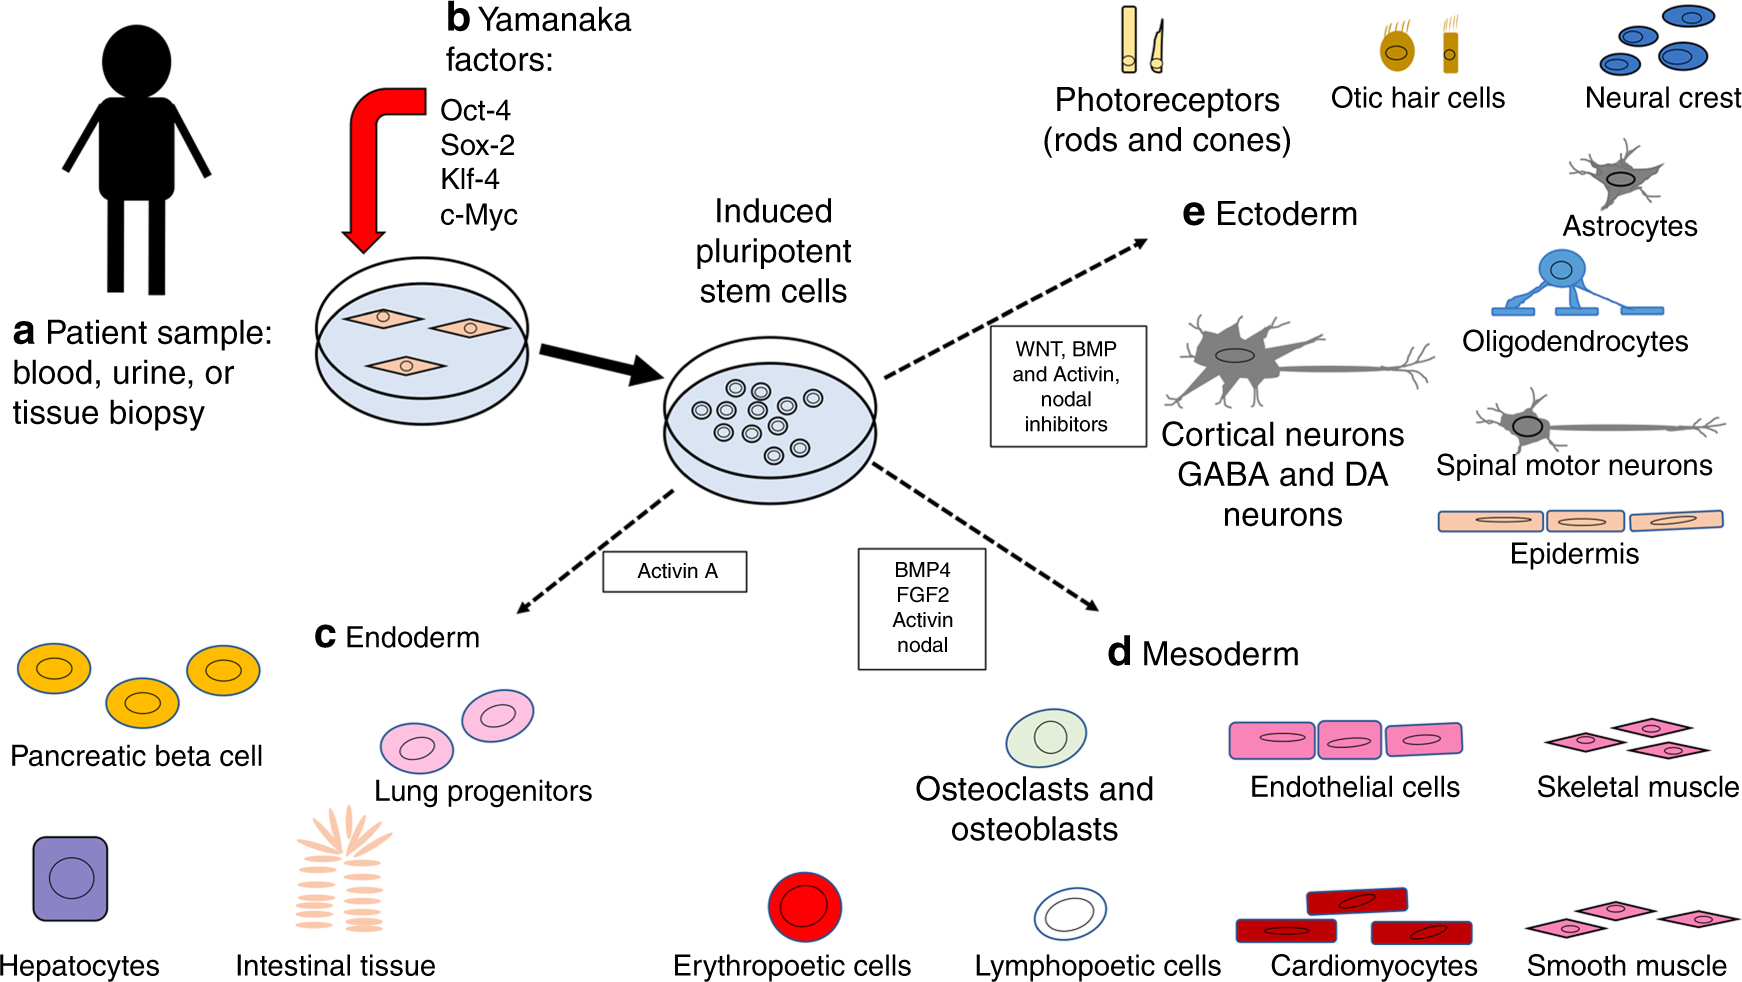 a Patient sample:
blood, urine, or
tissue biopsy
b Yamanaka
factors:
Oct-4
Sox-2
Klf-4
c-Myc
Induced
pluripotent
stem cells
Photoreceptors
(rods and cones)
Otic hair cells
Neural crest
e Ectoderm
Astrocytes
Oligodendrocytes
WNT, BMP
and Activin,
nodal
inhibitors
Cortical neurons
GABA and DA
neurons
Spinal motor neurons
Epidermis
Activin A
BMP4
FGF2
Activin
nodal
c Endoderm
Pancreatic beta cell
Lung progenitors
Hepatocytes
Intestinal tissue
d Mesoderm
Osteoclasts and
osteoblasts
Endothelial cells
Skeletal muscle
Erythropoetic cells
Lymphopoetic cells
Cardiomyocytes
Smooth muscle